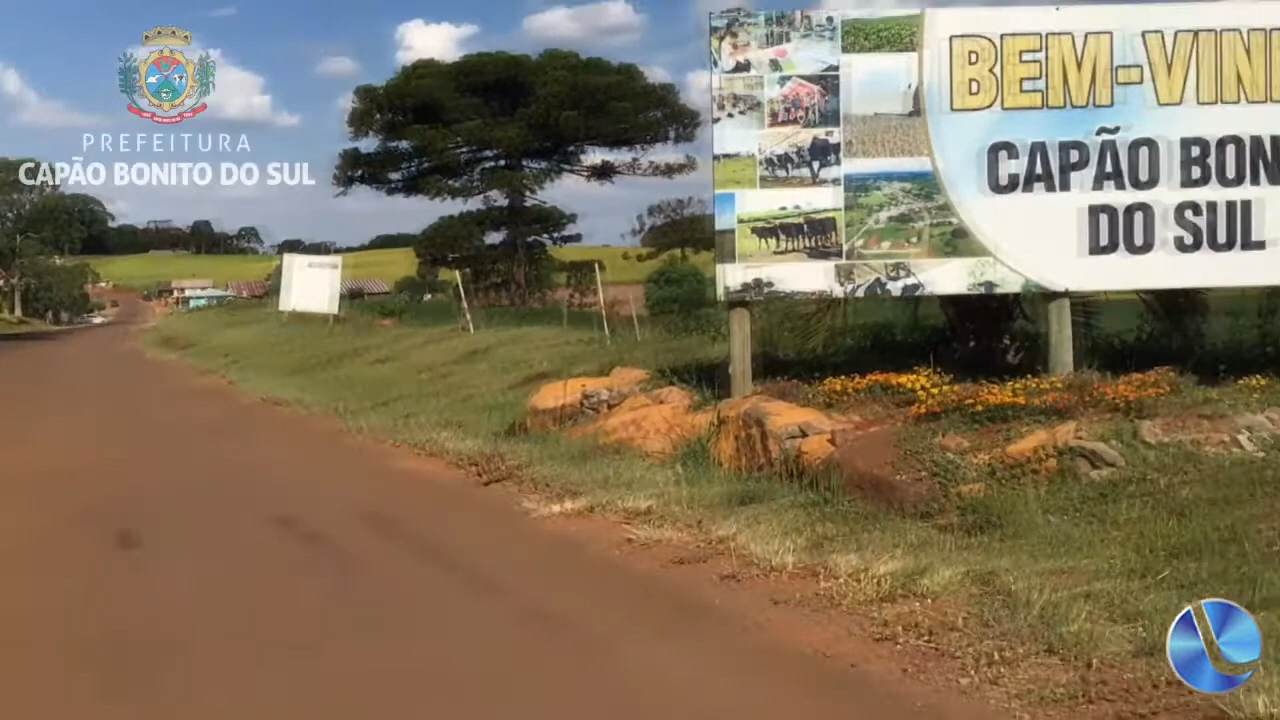 PREFEITURA
CAPÃO BONITO DO SUL
BEM-VIN
CAPÃO BON
DO SUL